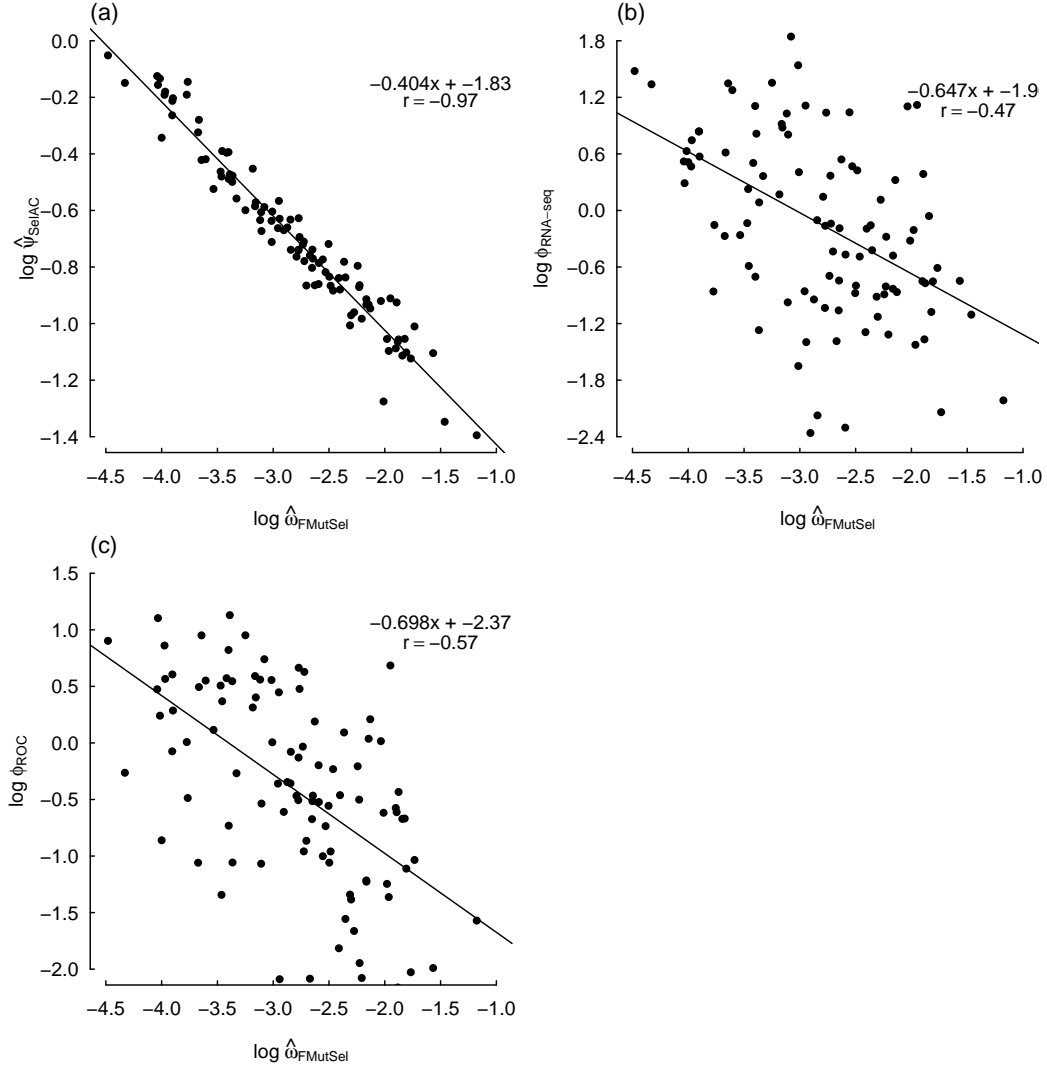 (a)
0.0
−0.2
−0.4
−0.6
−0.8
−1.0
−1.2
−1.4
log ψ̂SelAC
−0.404x + −1.83
r = −0.97
−4.5 −4.0 −3.5 −3.0 −2.5 −2.0 −1.5 −1.0
log ω̂FMutSel
(b)
1.8
1.2
0.6
0.0
−0.6
−1.2
−1.8
−2.4
log ϕRNA−seq
−0.647x + −1.9
r = −0.47
−4.5 −4.0 −3.5 −3.0 −2.5 −2.0 −1.5 −1.0
log ω̂FMutSel
(c)
1.5
1.0
0.5
0.0
−0.5
−1.0
−1.5
−2.0
log ϕROC
−0.698x + −2.37
r = −0.57
−4.5 −4.0 −3.5 −3.0 −2.5 −2.0 −1.5 −1.0
log ω̂FMutSel